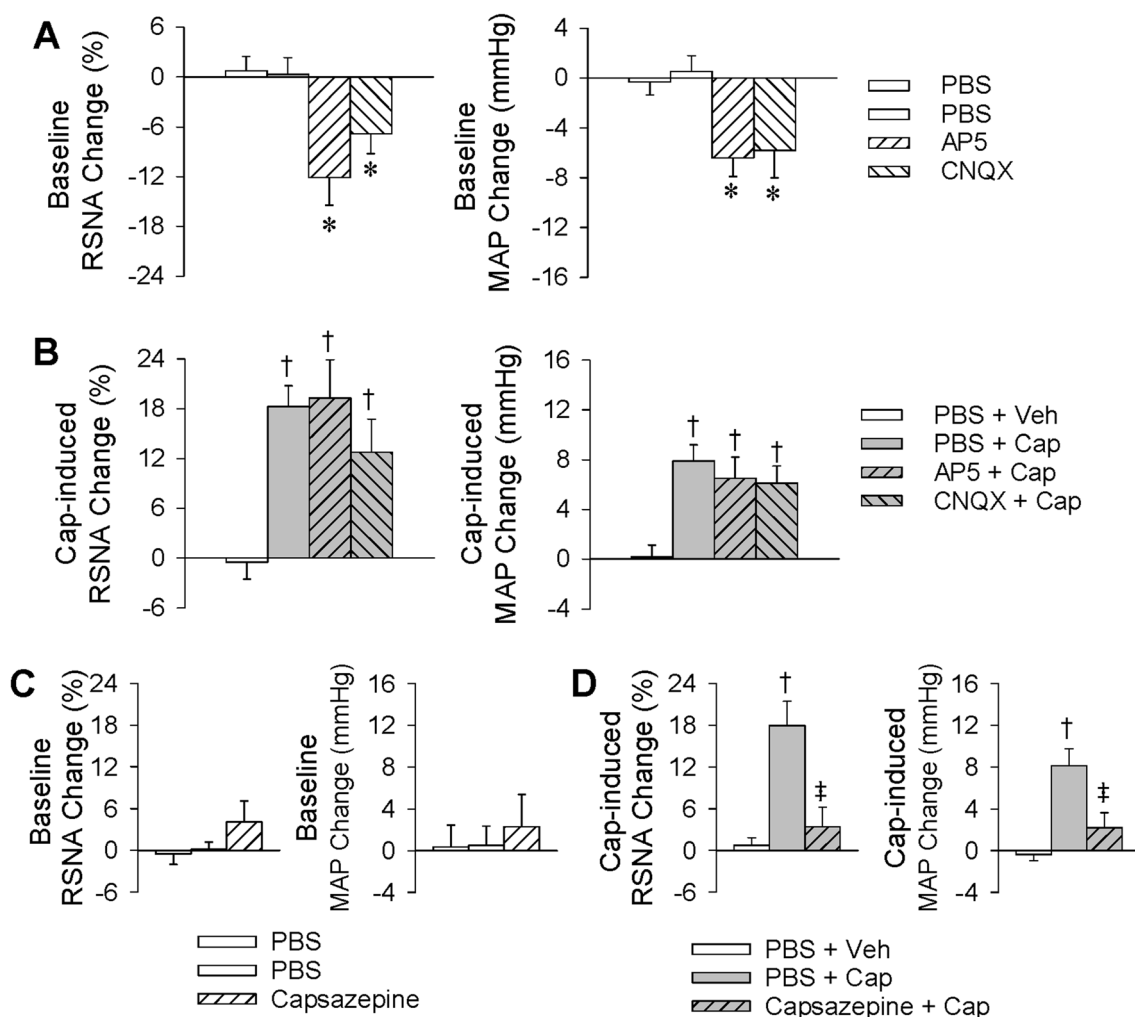 A
Baseline
RSNA Change (%)
6
0
-6
-12
-18
-24
*
*
Baseline
MAP Change (mmHg)
4
0
-4
-8
-12
-16
*
*
PBS
PBS
AP5
CNQX
B
Cap-induced
RSNA Change (%)
24
18
12
6
0
-6
†
†
†
Cap-induced
MAP Change (mmHg)
16
12
8
4
0
-4
†
†
†
PBS + Veh
PBS + Cap
AP5 + Cap
CNQX + Cap
C
Baseline
RSNA Change (%)
24
18
12
6
0
-6
Baseline
MAP Change (mmHg)
16
12
8
4
0
-4
PBS
PBS
Capsazepine
D
Cap-induced
RSNA Change (%)
24
18
12
6
0
-6
†
‡
Cap-induced
MAP Change (mmHg)
16
12
8
4
0
-4
†
‡
PBS + Veh
PBS + Cap
Capsazepine + Cap